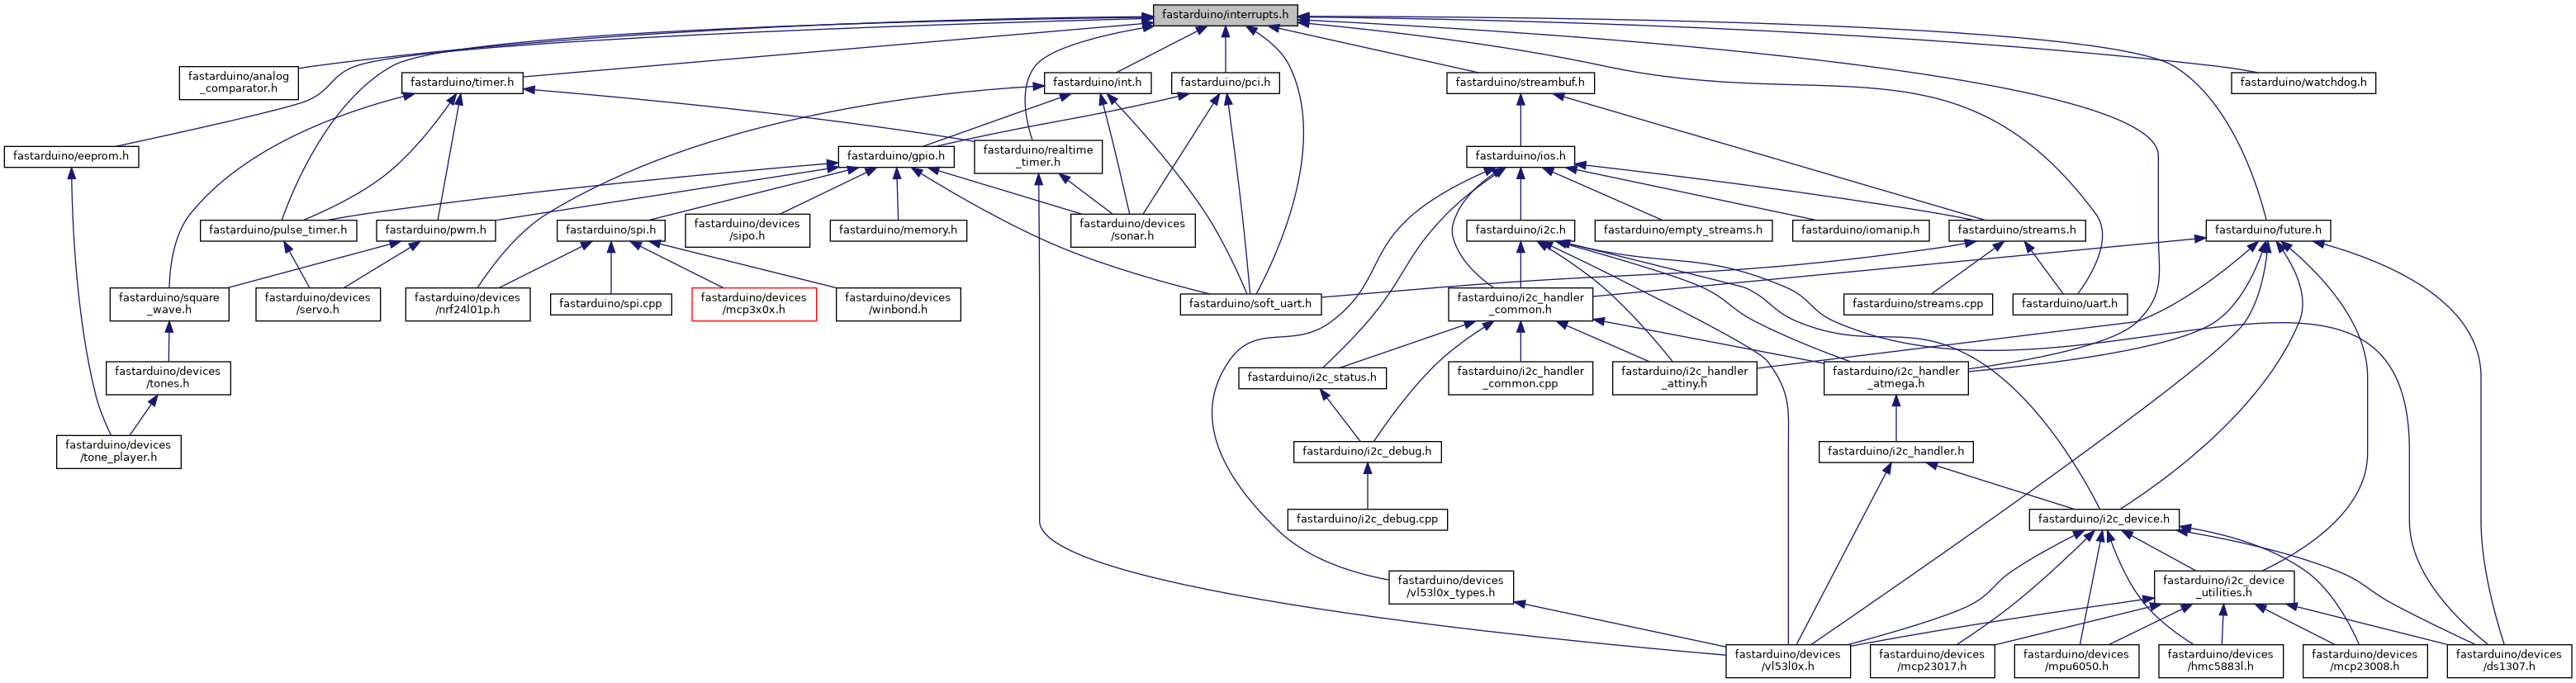 fastarduino/interrupts.h
fastarduino/analog
_comparator.h
fastarduino/timer.h
fastarduino/int.h
fastarduino/pci.h
fastarduino/streambuf.h
fastarduino/watchdog.h
fastarduino/eeprom.h
fastarduino/gpio.h
fastarduino/realtime
_timer.h
fastarduino/ios.h
fastarduino/pulse_timer.h
fastarduino/pwm.h
fastarduino/spi.h
fastarduino/devices
/sipo.h
fastarduino/memory.h
fastarduino/devices
/sonar.h
fastarduino/i2c.h
fastarduino/empty_streams.h
fastarduino/iomanip.h
fastarduino/streams.h
fastarduino/future.h
fastarduino/square
_wave.h
fastarduino/devices
/servo.h
fastarduino/devices
/nrf24l01p.h
fastarduino/spi.cpp
fastarduino/devices
/mcp3x0x.h
fastarduino/devices
/winbond.h
fastarduino/soft_uart.h
fastarduino/i2c_handler
_common.h
fastarduino/streams.cpp
fastarduino/uart.h
fastarduino/devices
/tones.h
fastarduino/i2c_status.h
fastarduino/i2c_handler
_common.cpp
fastarduino/i2c_handler
_attiny.h
fastarduino/i2c_handler
_atmega.h
fastarduino/devices
/tone_player.h
fastarduino/i2c_debug.h
fastarduino/i2c_handler.h
fastarduino/i2c_debug.cpp
fastarduino/i2c_device.h
fastarduino/devices
/vl53l0x_types.h
fastarduino/i2c_device
_utilities.h
fastarduino/devices
/vl53l0x.h
fastarduino/devices
/mcp23017.h
fastarduino/devices
/mpu6050.h
fastarduino/devices
/hmc5883l.h
fastarduino/devices
/mcp23008.h
fastarduino/devices
/ds1307.h